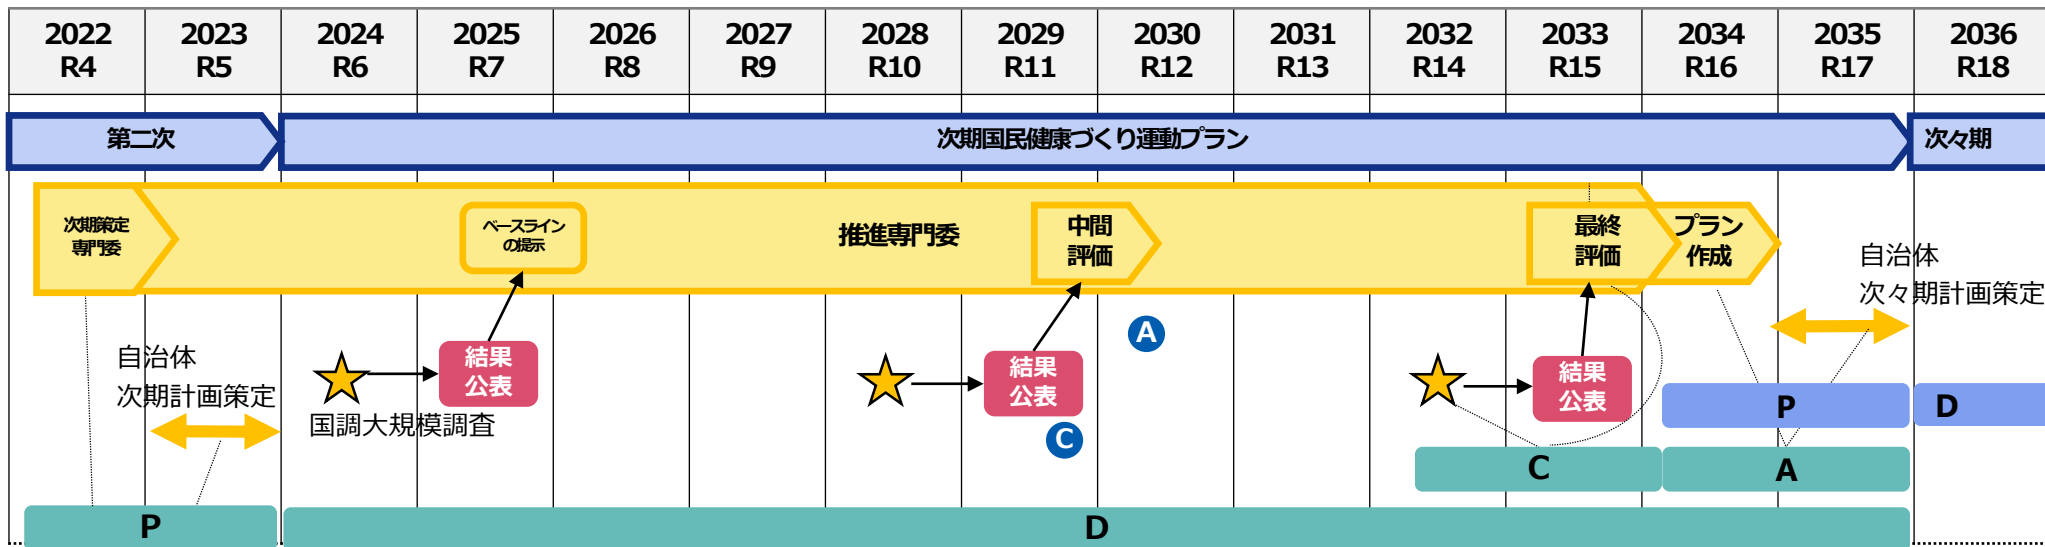 2022
R4
2023
R5
2024
R6
2025
R7
2026
R8
2027
R9
2028
R10
2029
R11
2030
R12
2031
R13
2032
R14
2033
R15
2034
R16
2035
R17
2036
R18
第二次
次期国民健康づくり運動プラン
次々期
次期策定
専門委
ベースライン
の提示
推進専門委
中間
評価
最終
評価
プラン
作成
自治体
次々期計画策定
A
自治体
次期計画策定
結果
公表
結果
公表
結果
公表
国調大規模調査
C
P
D
C
A
P
D